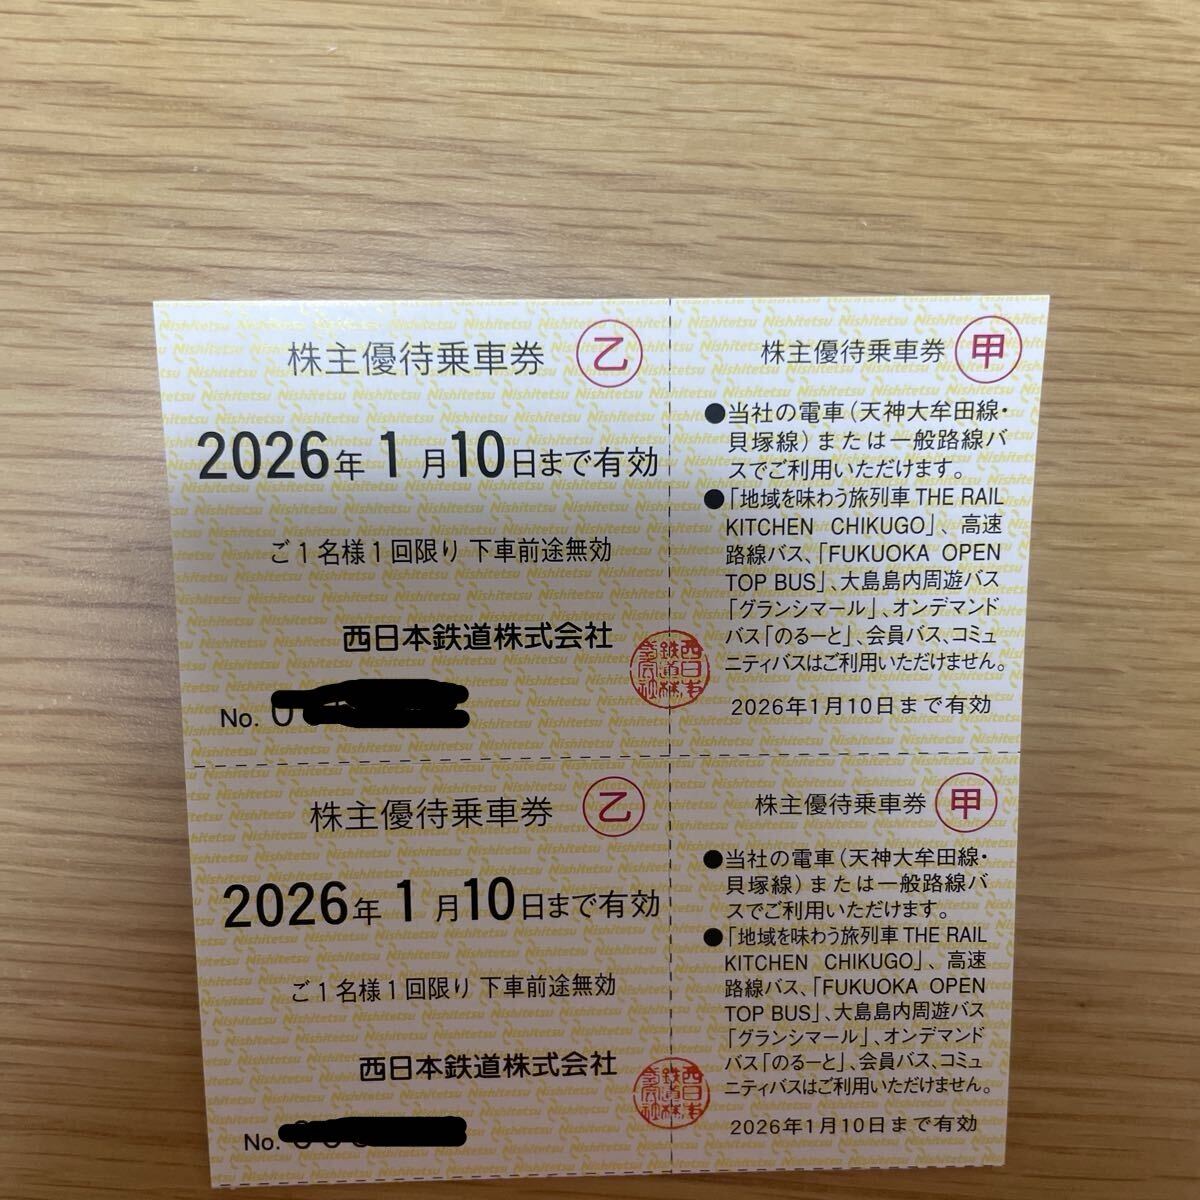 株主優待乗車券 乙
2026年1月10日まで有効
ご1名様1回限り 下車前途無効
西日本鉄道株式会社
No. 0
株主優待乗車券 甲
●当社の電車(天神大牟田線・
貝塚線)または一般路線バ
スでご利用いただけます。
●「地域を味わう旅列車 THE RAIL
KITCHEN CHIKUGO」、高速
路線バス、「FUKUOKA OPEN
TOP BUS」、大島島内周遊バス
「グランシマール」、オンデマンド
バス「のるーと」、会員バス、コミュ
ニティバスはご利用いただけません。
2026年1月10日まで有効
株主優待乗車券 乙
2026年1月10日まで有効
ご1名様1回限り 下車前途無効
西日本鉄道株式会社
No.
株主優待乗車券 甲
●当社の電車(天神大牟田線・
貝塚線)または一般路線バ
スでご利用いただけます。
●「地域を味わう旅列車 THE RAIL
KITCHEN CHIKUGO」、高速
路線バス、「FUKUOKA OPEN
TOP BUS」、大島島内周遊バス
「グランシマール」、オンデマンド
バス「のるーと」、会員バス、コミュ
ニティバスはご利用いただけません。
2026年1月10日まで有効